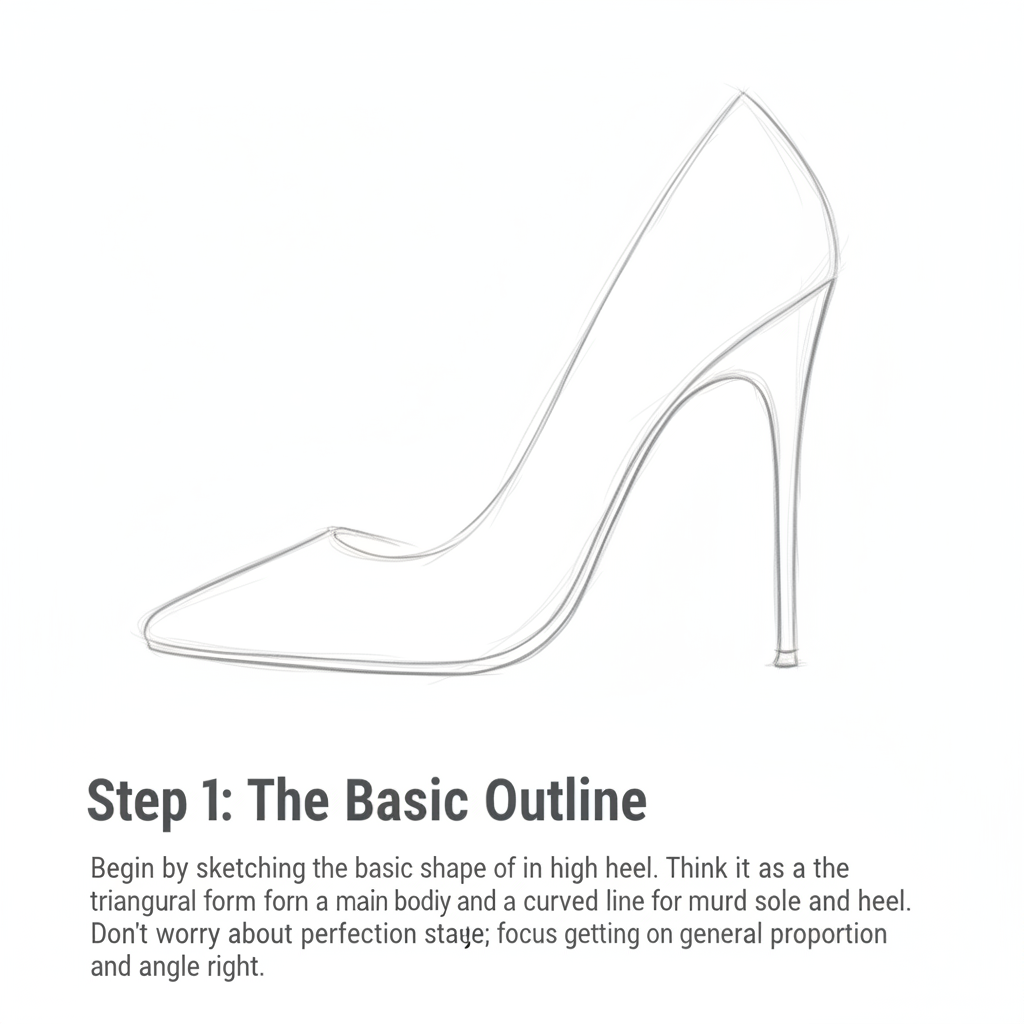 Step 1: The Basic Outline
Begin by sketching the basic shape of in high heel. Think it as a the
triangural form forn a main bodiy and a curved line for murd sole and heel.
Don't worry about perfection staye; focus getting on general proportion
and angle right.